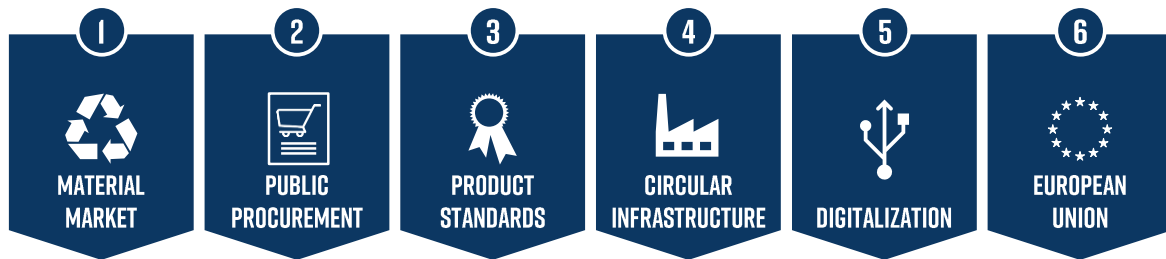 1
MATERIAL
MARKET
2
PUBLIC
PROCUREMENT
3
PRODUCT
STANDARDS
4
CIRCULAR
INFRASTRUCTURE
5
DIGITALIZATION
6
EUROPEAN
UNION